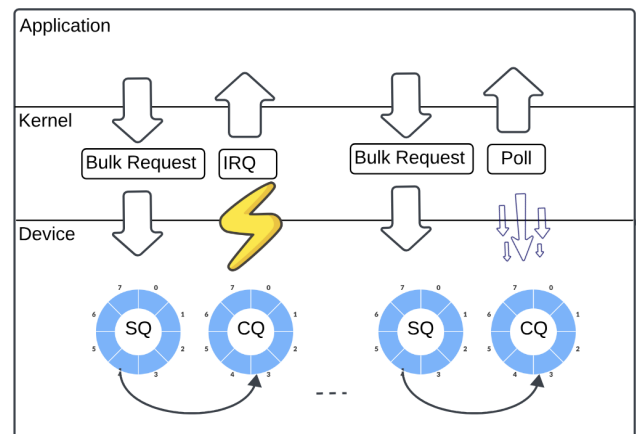 Application
Kernel
Bulk Request
IRQ
Bulk Request
Poll
Device
7 0
6 1
SQ
5 2
4 3
7 0
6 1
CQ
5 2
4 3
7 0
6 1
SQ
5 2
4 3
7 0
6 1
CQ
5 2
4 3